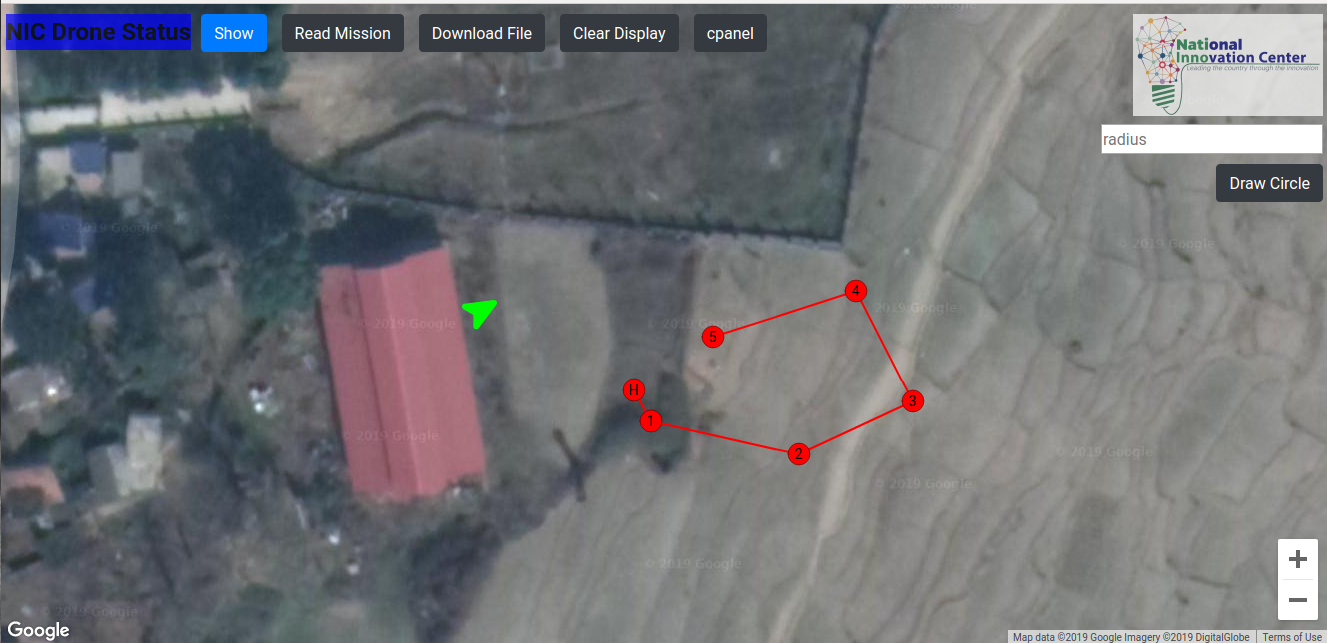 NIC Drone Status
Show
Read Mission
Download File
Clear Display
cpanel
National
Innovation Center
Leading the country through the innovation
radius
Draw Circle
© 2019 Google
© 2019 Google
© 2019 Google
© 2019 Google
© 2019 Google
4
5
H
1
3
2
© 2019 Google
© 2019 Google
© 2019 Google
© 2019 Google
© 2019 Google
+
−
Google
Map data ©2019 Google Imagery ©2019 DigitalGlobe
Terms of Use